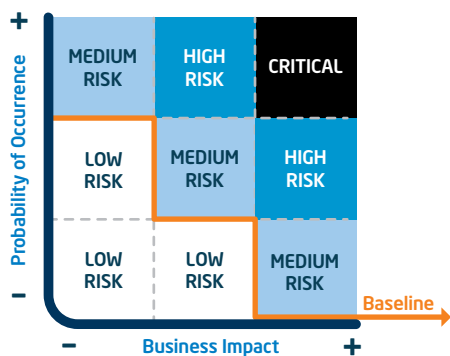 +
Probability of Occurrence
MEDIUM
RISK
HIGH
RISK
CRITICAL
LOW
RISK
MEDIUM
RISK
HIGH
RISK
LOW
RISK
LOW
RISK
MEDIUM
RISK
–
Baseline
–
Business Impact
+